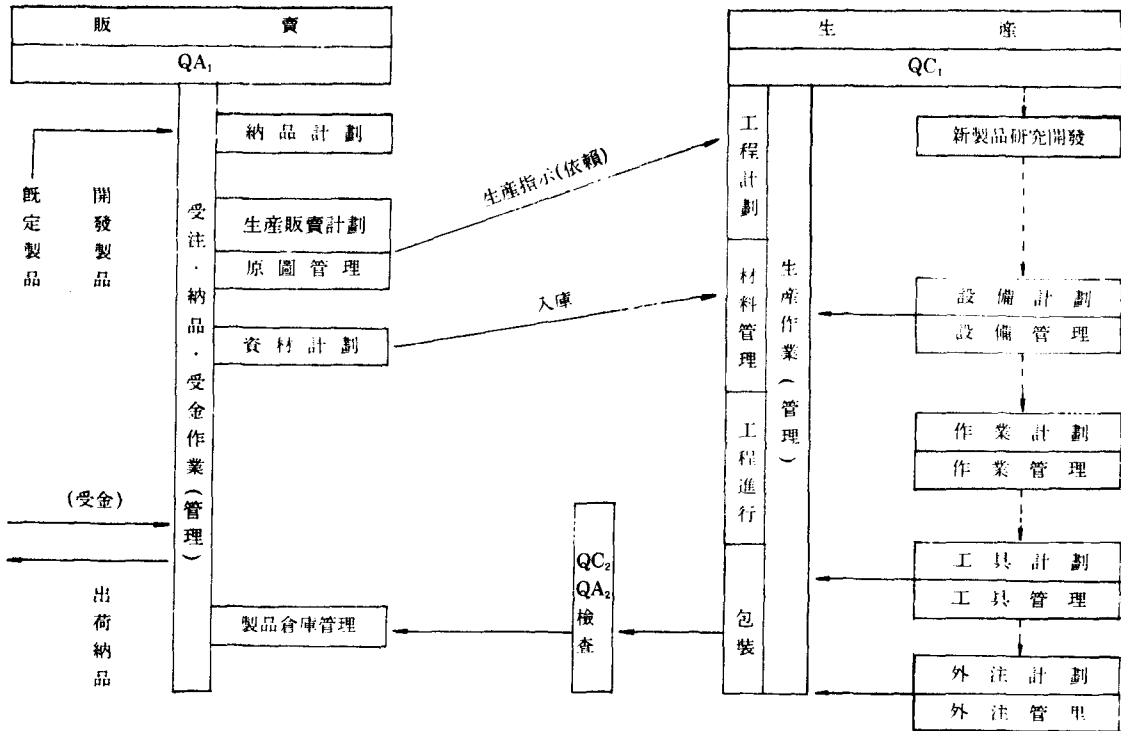 販賣
QA₁
納品計劃
旣定製品
開發製品
受注·納品·受金作業(管理)
生産販賣計劃
原圖管理
資材計劃
(受金)
出荷納品
製品倉庫管理
生産指示(依賴)
入庫
QC₂
QA₂
檢査
生産
QC₁
工程計劃
材料管理
工程進行
包裝
生産作業(管理)
新製品硏究開發
設備計劃
設備管理
作業計劃
作業管理
工具計劃
工具管理
外注計劃
外注管里